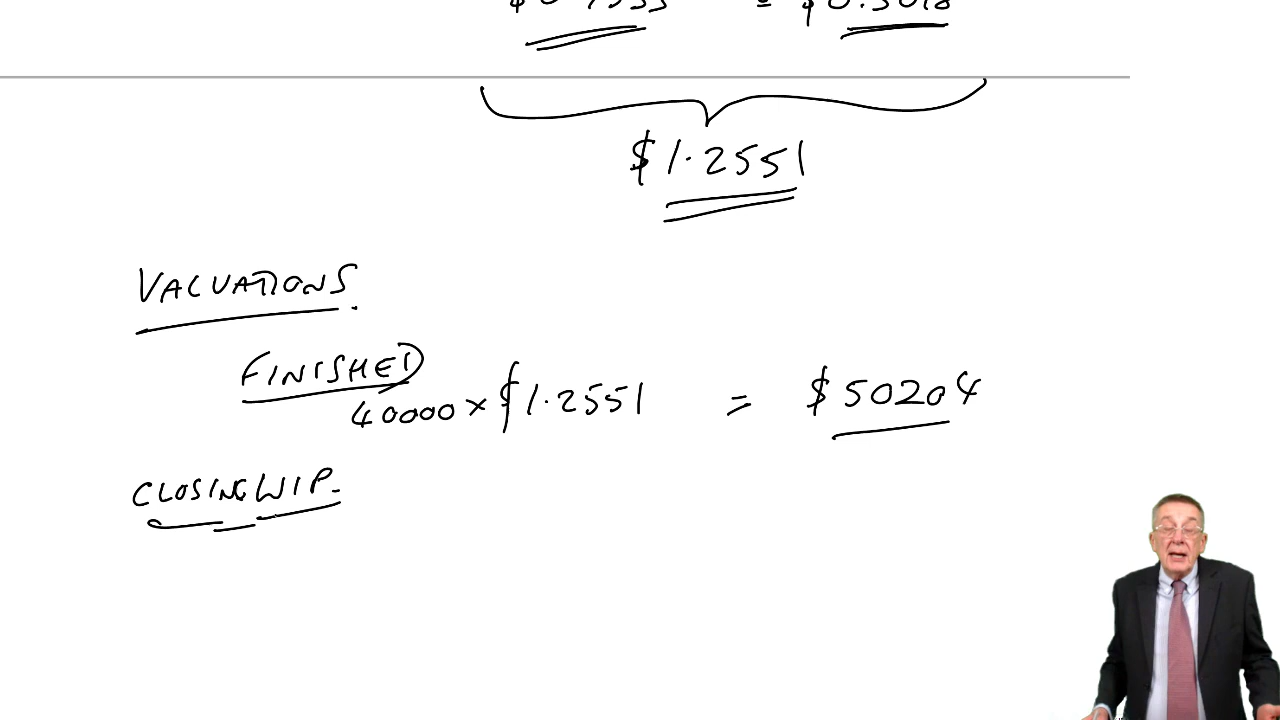 $1.2551
VALUATIONS.
FINISHED
40000 × $1.2551 = $50204
CLOSING WIP-